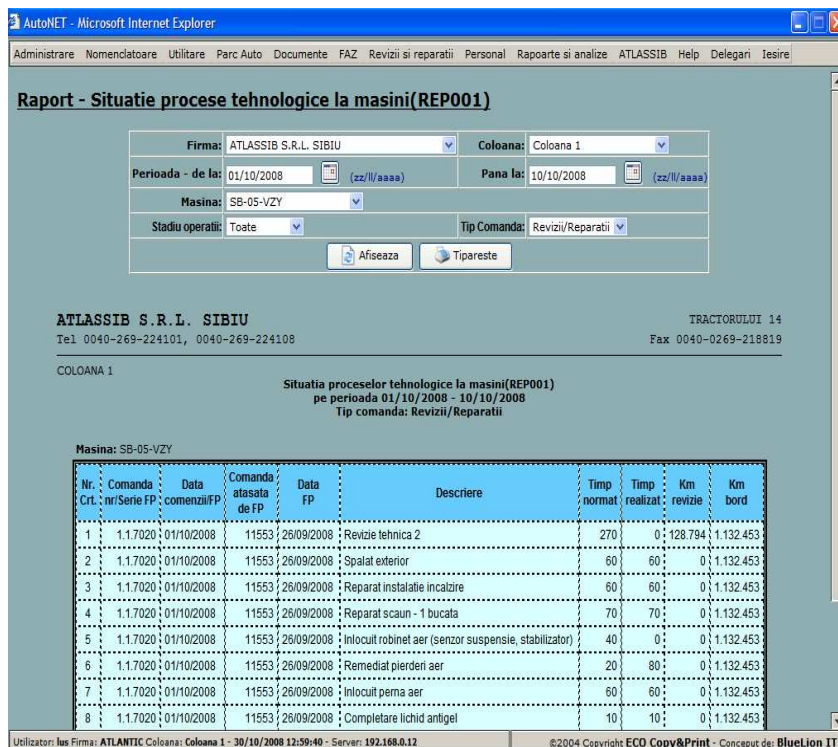 AutoNET - Microsoft Internet Explorer
Administrare Nomenclatoare Utilitare Parc Auto Documente FAZ Revizii si reparatii Personal Rapoarte si analize ATLASSIB Help Delegari Iesire
Raport - Situatie procese tehnologice la masini(REP001)
Firma: ATLASSIB S.R.L. SIBIU Coloana: Coloana 1
Perioada - de la: 01/10/2008 (zz/ll/aaaa) Pana la: 10/10/2008 (zz/ll/aaaa)
Masina: SB-05-VZY
Stadiu operatii: Toate Tip Comanda: Revizii/Reparatii
Afiseaza Tipareste
ATLASSIB S.R.L. SIBIU TRACTORULUI 14
Tel 0040-269-224101, 0040-269-224108 Fax 0040-0269-218819
COLOANA 1
Situatia proceselor tehnologice la masini(REP001)
pe perioada 01/10/2008 - 10/10/2008
Tip comanda: Revizii/Reparatii
Masina: SB-05-VZY
Nr. Crt. Comanda nr/Serie FP Data comenzii/FP Comanda atasata de FP Data FP Descriere Timp normat Timp realizat Km revizie Km bord
1 1.1.7020 01/10/2008 11553 26/09/2008 Revizie tehnica 2 270 0 128.794 1.132.453
2 1.1.7020 01/10/2008 11553 26/09/2008 Spalat exterior 60 60 0 1.132.453
3 1.1.7020 01/10/2008 11553 26/09/2008 Reparat instalatie incalzire 60 60 0 1.132.453
4 1.1.7020 01/10/2008 11553 26/09/2008 Reparat scaun - 1 bucata 70 70 0 1.132.453
5 1.1.7020 01/10/2008 11553 26/09/2008 Inlocuit robinet aer (senzor suspensie, stabilizator) 40 0 0 1.132.453
6 1.1.7020 01/10/2008 11553 26/09/2008 Remediat pierderi aer 20 80 0 1.132.453
7 1.1.7020 01/10/2008 11553 26/09/2008 Inlocuit perna aer 60 60 0 1.132.453
8 1.1.7020 01/10/2008 11553 26/09/2008 Completare lichid antigel 10 10 0 1.132.453
Utilizator: lus Firma: ATLANTIC Coloana: Coloana 1 - 30/10/2008 12:59:40 - Server: 192.168.0.12 ©2004 Copyright ECO Copy&Print - Conceput de: BlueLion IT